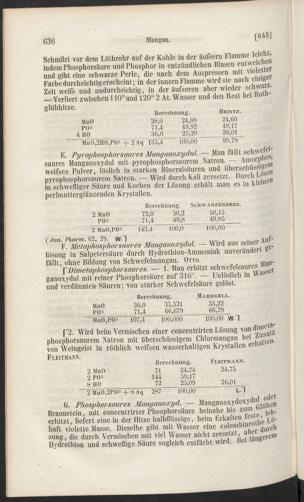 636 Mangan. [645]
Schmilzt vor dem Löthrohr auf der Kohle in der äufsern Flamme leicht,
indem Phosphorsäure und Phosphor in entzündlichen Blasen entweichen
und gibt eine schwarze Perle, die nach dem Auspressen mit violetter
Farbe durchsichtig erscheint; in der innern Flamme wird sie nach einiger
Zeit weifs und undurchsichtig, in der äufseren aber wieder schwarz.
— Verliert zwischen 110° und 120° 2 At. Wasser und den Rest bei Roth-
glühhitze.
Berechnung. HEINTZ.
MnO 28,0 24,88 24,60
PO⁵ 71,4 49,92 49,17
4 HO 36,0 25,20 26,01
MnO,2HO,PO⁵ + 2 Aq 135,4 100,00 99,78
E. Pyrophosphorsaures Manganoxydul. — Man fällt schwefel-
saures Manganoxydul mit pyrophosphorsaurem Natron. — Amorphes,
weifses Pulver, löslich in starken Mineralsäuren und überschüssigem
pyrophosphorsauren Natron. — Wird durch Kali zersetzt. Durch Lösen
in schwefliger Säure und Kochen der Lösung erhält man es in kleinen
perlmutterglänzenden Krystallen.
Berechnung. SCHWARZENBERG.
2 MnO 72,0 50,2 50,15
PO⁵ 71,4 49,8 49,85
2 MnO,PO⁵ 143,4 100,0 100,00
(Ann. Pharm. 62, 2). W.]
F. Metaphosphorsaures Manganoxydul. — Wird aus seiner Auf-
lösung in Salpetersäure durch Hydrothion-Ammoniak unverändert ge-
fällt, ohne Bildung von Schwefelmangan. OTTO.
[Dimetaphosphorsaures. — 1. Man erhitzt schwefelsaures Man-
ganoxydul mit reiner Phosphorsäure auf 316°. — Unlöslich in Wasser
und verdünnten Säuren; von starker Schwefelsäure gelöst.
Berechnung. MADDRELL.
MnO 36,0 33,321 33,22
PO⁵ 71,4 66,679 66,78
MnO,PO⁵ 107,4 100,000 100,00 W.]
[2. Wird beim Vermischen einer concentrirten Lösung von dimeta-
phosphorsaurem Natron mit überschüssigem Chlormangan bei Zusatz
von Weingeist in röthlich weifsen wasserhaltigen Krystallen erhalten.
FLEITMANN.
Berechnung. FLEITMANN.
2 MnO 71 24,74 24,75
2 PO⁵ 144 50,17
8 HO 72 25,09 26,01
2 MnO,2PO⁵ + 8 Aq 287 100,00 L.]
G. Phosphorsaures Manganoxyd. — Manganoxydoxydul oder
Braunstein, mit concentrirter Phosphorsäure beinahe bis zum Glühen
erhitzt, liefert eine in der Hitze halbflüssige, beim Erkalten feste, leb-
haft violette Masse. Dieselbe gibt mit Wasser eine colombinrothe Lö-
sung, die durch Vermischen mit viel Wasser nicht zersetzt, aber durch
Hydrothion und schweflige Säure sogleich entfärbt wird. Bei längerem